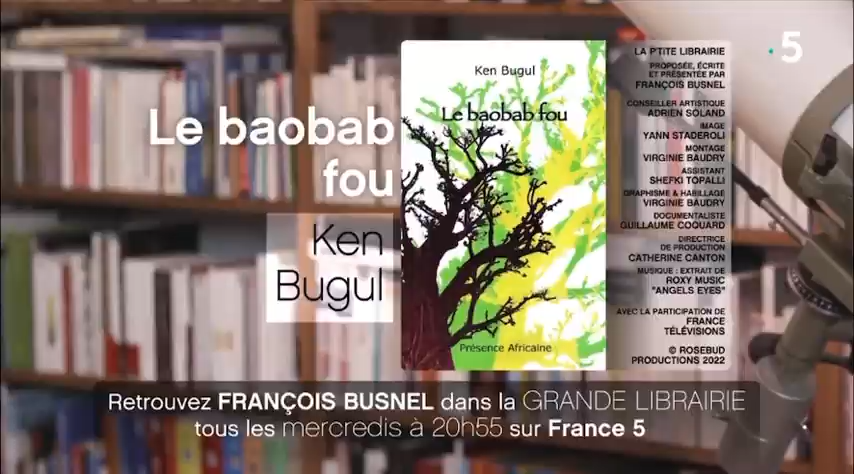 5
Le baobab
fou
Ken
Bugul
Ken Bugul
Le baobab fou
Présence Africaine
LA P'TITE LIBRAIRIE
PROPOSÉE, ÉCRITE
ET PRÉSENTÉE PAR
FRANÇOIS BUSNEL
CONSEILLER ARTISTIQUE
ADRIEN SOLAND
IMAGE
YANN STADEROLI
MONTAGE
VIRGINIE BAUDRY
ASSISTANT
SHEFKI TOPALLI
GRAPHISME & HABILLAGE
VIRGINIE BAUDRY
DOCUMENTALISTE
GUILLAUME COQUARD
DIRECTRICE
DE PRODUCTION
CATHERINE CANTON
MUSIQUE : EXTRAIT DE
ROXY MUSIC
"ANGELS EYES"
AVEC LA PARTICIPATION DE
FRANCE
TÉLÉVISIONS
© ROSEBUD
PRODUCTIONS 2022
Retrouvez FRANÇOIS BUSNEL dans la GRANDE LIBRAIRIE
tous les mercredis à 20h55 sur France 5